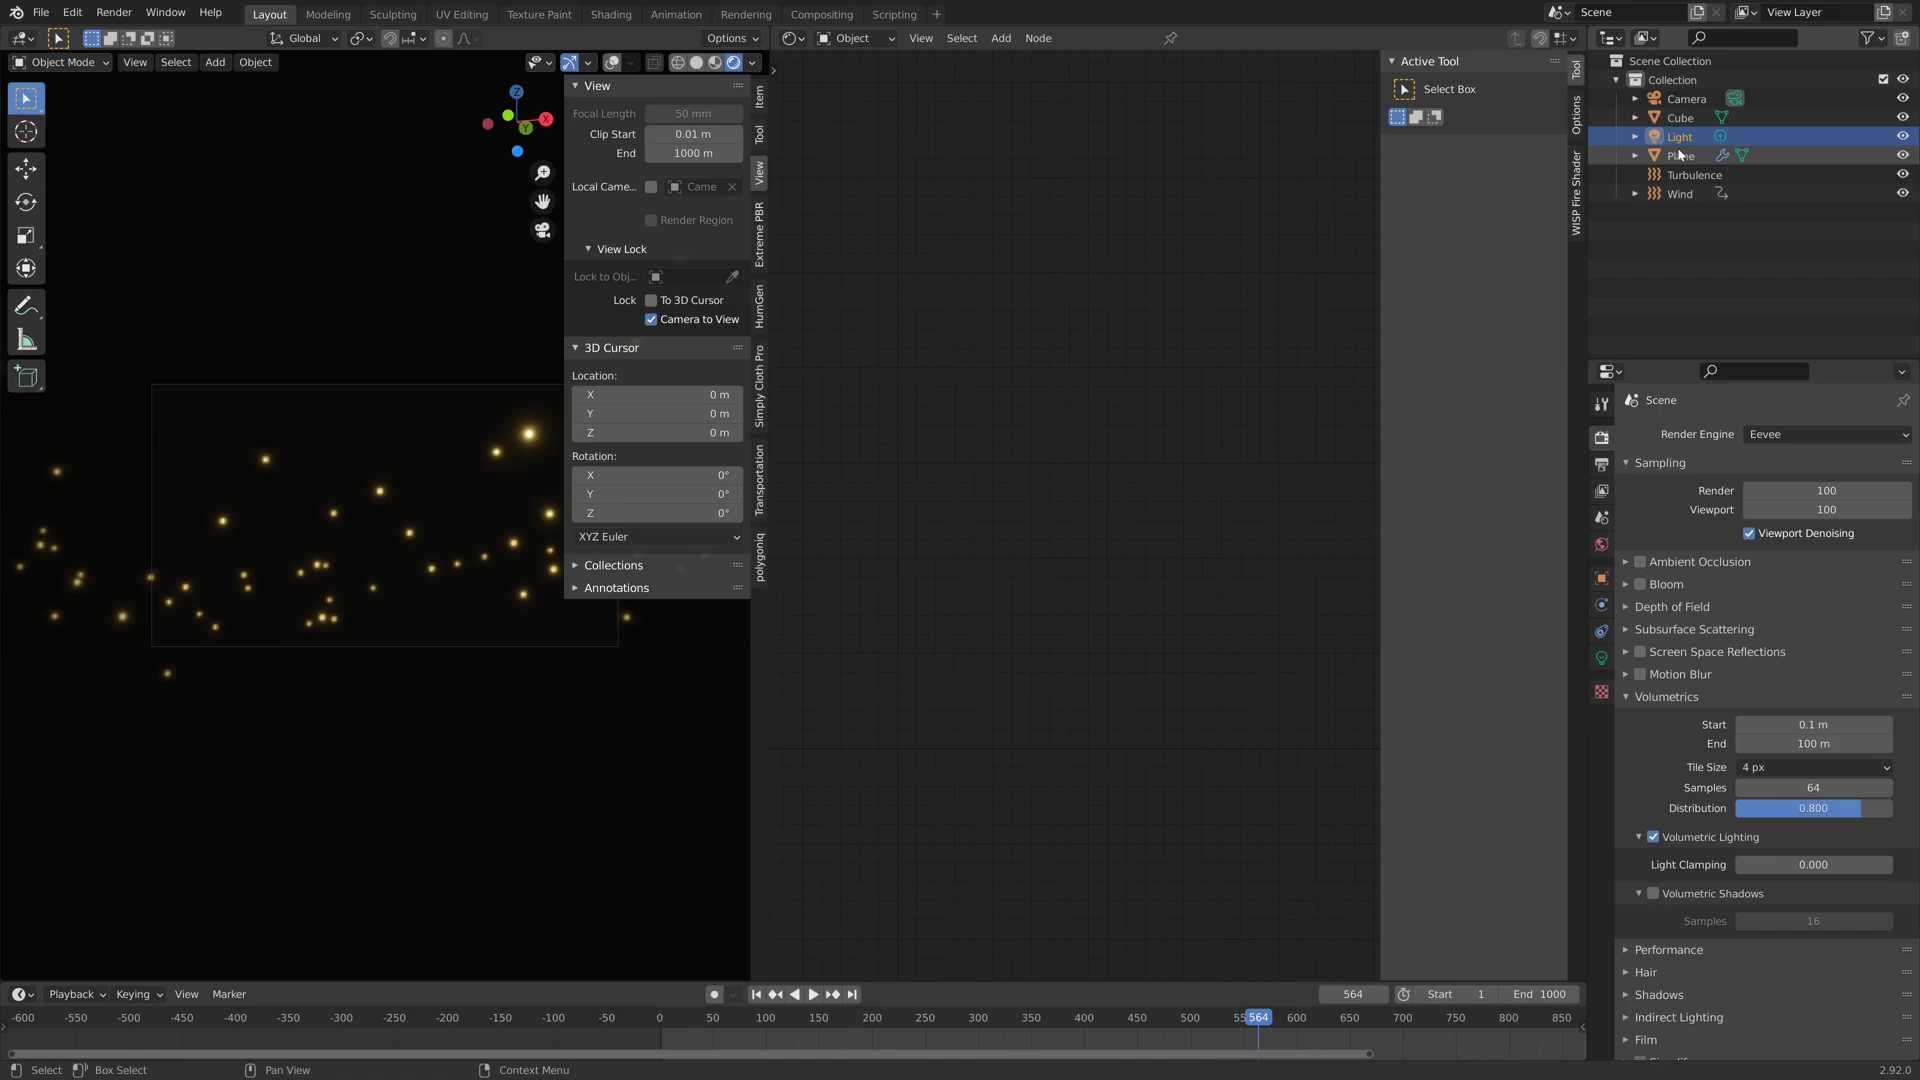 File Edit Render Window Help Layout Modeling Sculpting UV Editing Texture Paint Shading Animation Rendering Compositing Scripting + Scene View Layer
Global Options Object View Select Add Node
Object Mode View Select Add Object
View
Focal Length 50 mm
Clip Start 0.01 m
End 1000 m
Local Came... Came
Render Region
View Lock
Lock to Obj...
Lock To 3D Cursor
Camera to View
3D Cursor
Location:
X 0 m
Y 0 m
Z 0 m
Rotation:
X 0°
Y 0°
Z 0°
XYZ Euler
Collections
Annotations
Item
Tool
View
Extreme PBR
HumGen
Simply Cloth Pro
Transportation
polygoniq
Z
X
Y
Active Tool
Select Box
Tool
Options
WISP Fire Shader
Scene Collection
Collection
Camera
Cube
Light
Turbulence
Wind
Scene
Render Engine Eevee
Sampling
Render 100
Viewport 100
Viewport Denoising
Ambient Occlusion
Bloom
Depth of Field
Subsurface Scattering
Screen Space Reflections
Motion Blur
Volumetrics
Start 0.1 m
End 100 m
Tile Size 4 px
Samples 64
Distribution 0.800
Volumetric Lighting
Light Clamping 0.000
Volumetric Shadows
Samples 16
Performance
Hair
Shadows
Indirect Lighting
Film
Playback Keying View Marker 564 Start 1 End 1000
-600 -550 -500 -450 -400 -350 -300 -250 -200 -150 -100 -50 0 50 100 150 200 250 300 350 400 450 500 564 600 650 700 750 800 850
Select Box Select Pan View Context Menu 2.92.0